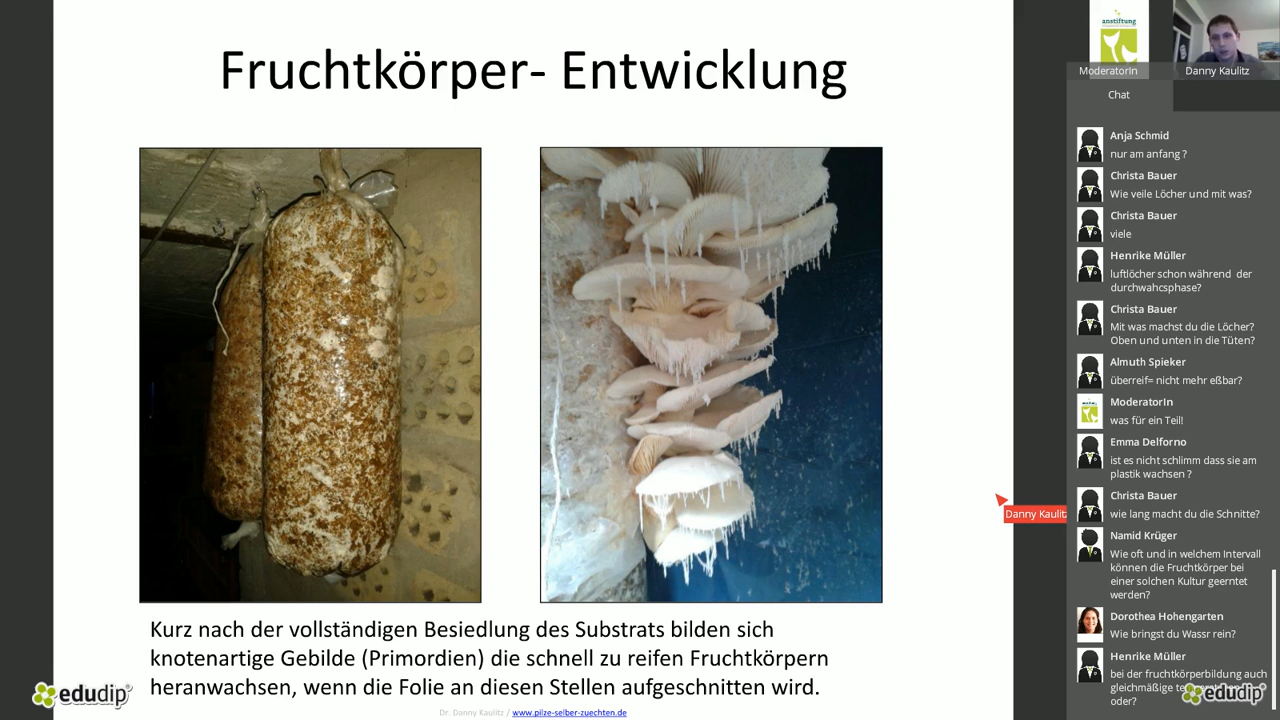 Fruchtkörper- Entwicklung
Kurz nach der vollständigen Besiedlung des Substrats bilden sich
knotenartige Gebilde (Primordien) die schnell zu reifen Fruchtkörpern
heranwachsen, wenn die Folie an diesen Stellen aufgeschnitten wird.
Dr. Danny Kaulitz / www.pilze-selber-zuechten.de
edudip
Danny Kaulitz
anstiftung
ModeratorIn
Danny Kaulitz
Chat
Anja Schmid
nur am anfang ?
Christa Bauer
Wie veile Löcher und mit was?
Christa Bauer
viele
Henrike Müller
luftlöcher schon während der
durchwahcsphase?
Christa Bauer
Mit was machst du die Löcher?
Oben und unten in die Tüten?
Almuth Spieker
überreif= nicht mehr eßbar?
ModeratorIn
was für ein Teil!
Emma Delforno
ist es nicht schlimm dass sie am
plastik wachsen ?
Christa Bauer
wie lang macht du die Schnitte?
Namid Krüger
Wie oft und in welchem Intervall
können die Fruchtkörper bei
einer solchen Kultur geerntet
werden?
Dorothea Hohengarten
Wie bringst du Wassr rein?
Henrike Müller
bei der fruchtkörperbildung auch
gleichmäßige
oder?
edudip